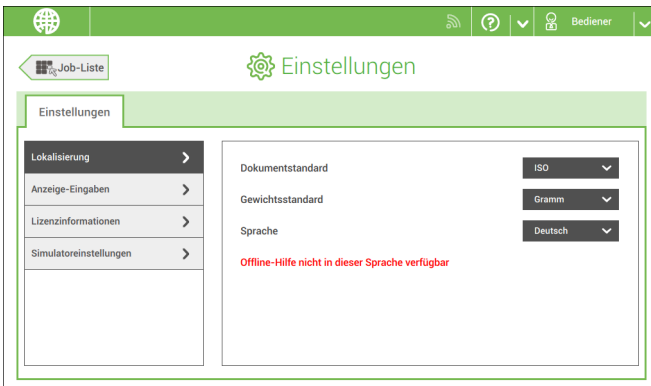 Bediener
Job-Liste
Einstellungen
Einstellungen
Lokalisierung
Anzeige-Eingaben
Lizenzinformationen
Simulatoreinstellungen
Dokumentstandard ISO
Gewichtsstandard Gramm
Sprache Deutsch
Offline-Hilfe nicht in dieser Sprache verfügbar